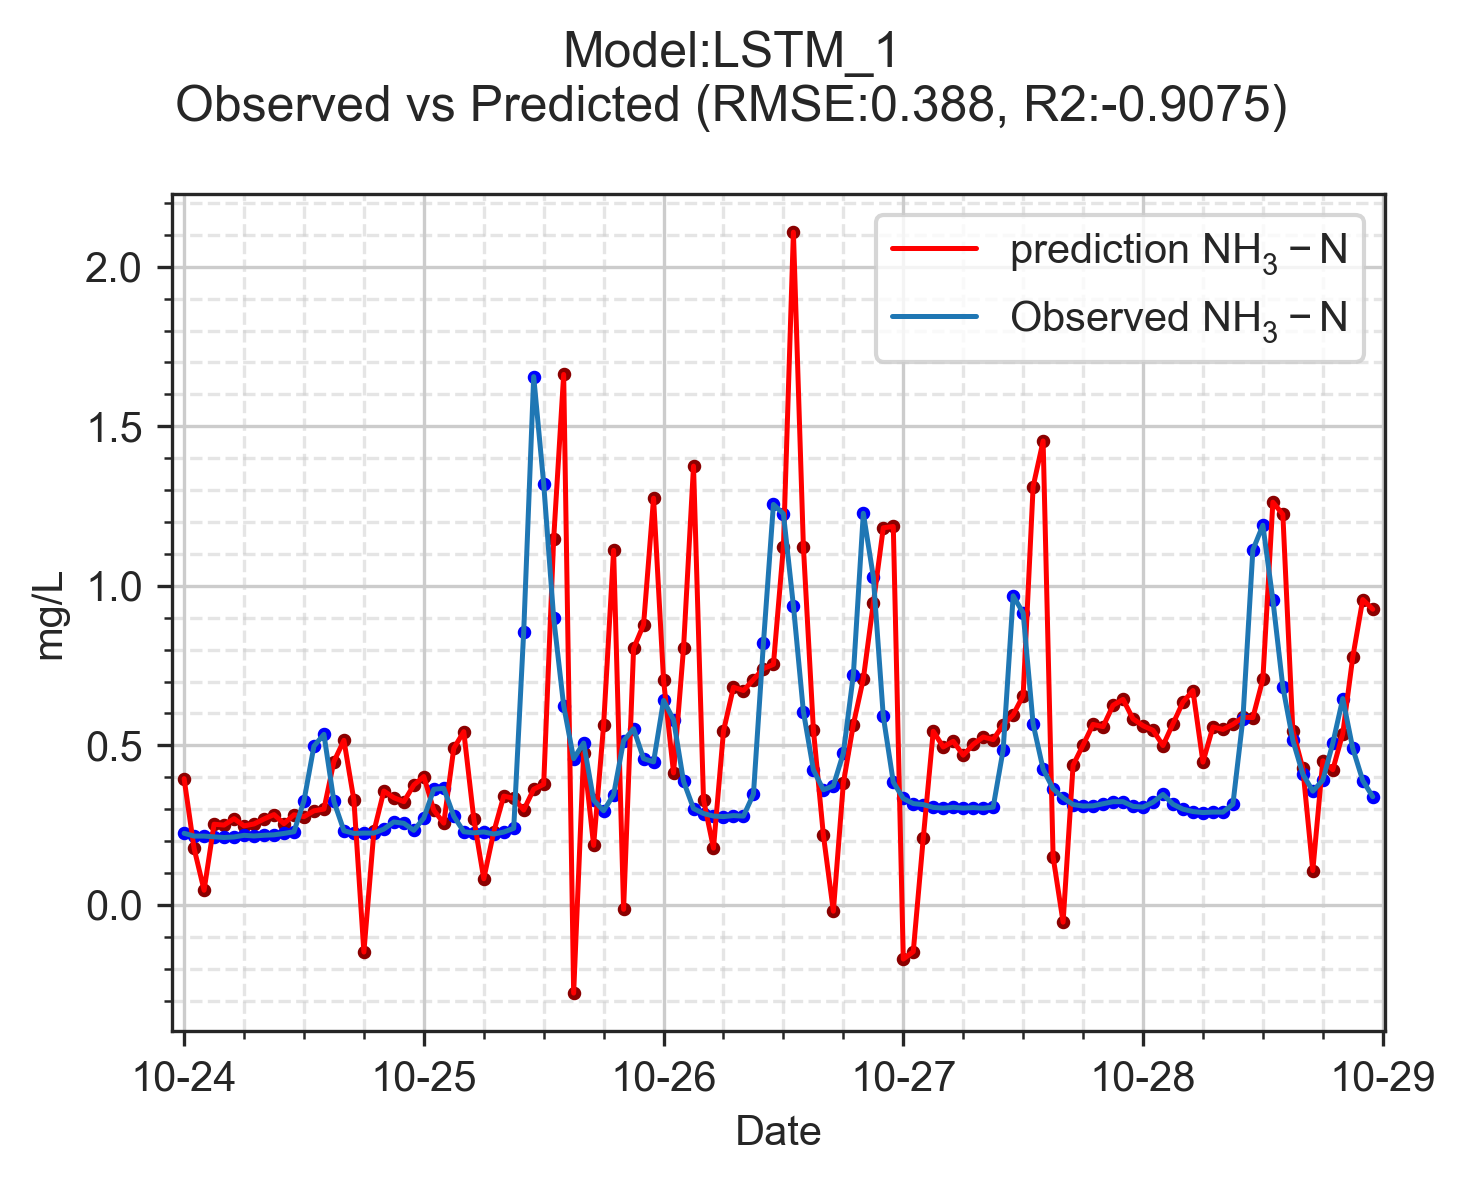 Model:LSTM_1
Observed vs Predicted (RMSE:0.388, R2:-0.9075)
prediction NH₃ − N
Observed NH₃ − N
2.0
1.5
1.0
0.5
0.0
mg/L
10-24 10-25 10-26 10-27 10-28 10-29
Date